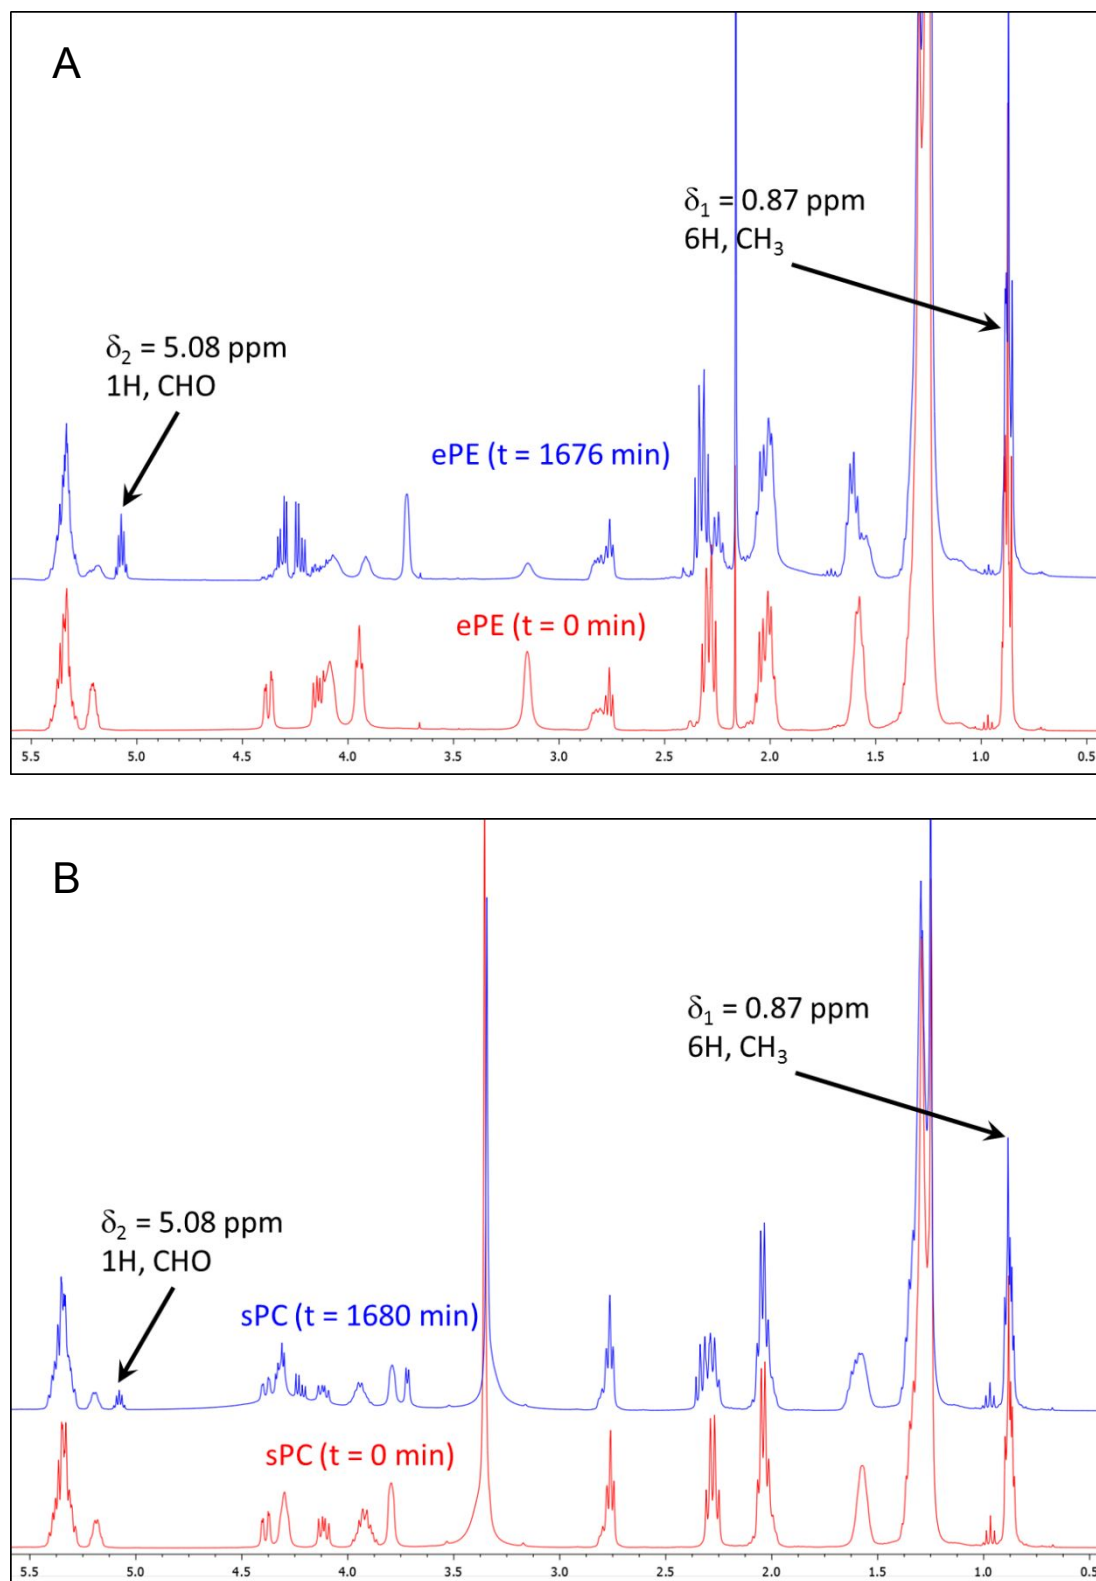 A
δ1 = 0.87 ppm
6H, CH3
δ2 = 5.08 ppm
1H, CHO
ePE (t = 1676 min)
ePE (t = 0 min)
5.5 5.0 4.5 4.0 3.5 3.0 2.5 2.0 1.5 1.0 0.5
B
δ1 = 0.87 ppm
6H, CH3
δ2 = 5.08 ppm
1H, CHO
sPC (t = 1680 min)
sPC (t = 0 min)
5.5 5.0 4.5 4.0 3.5 3.0 2.5 2.0 1.5 1.0 0.5